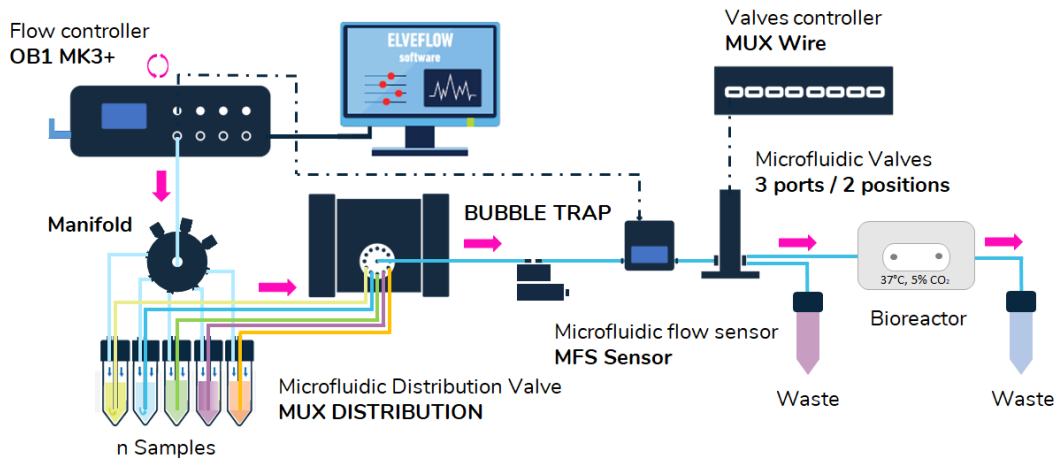 Flow controller
OB1 MK3+
ELVEFLOW
software
Valves controller
MUX Wire
Microfluidic Valves
3 ports / 2 positions
Manifold
BUBBLE TRAP
37°C, 5% CO₂
Bioreactor
Microfluidic flow sensor
MFS Sensor
Microfluidic Distribution Valve
MUX DISTRIBUTION
Waste
Waste
n Samples